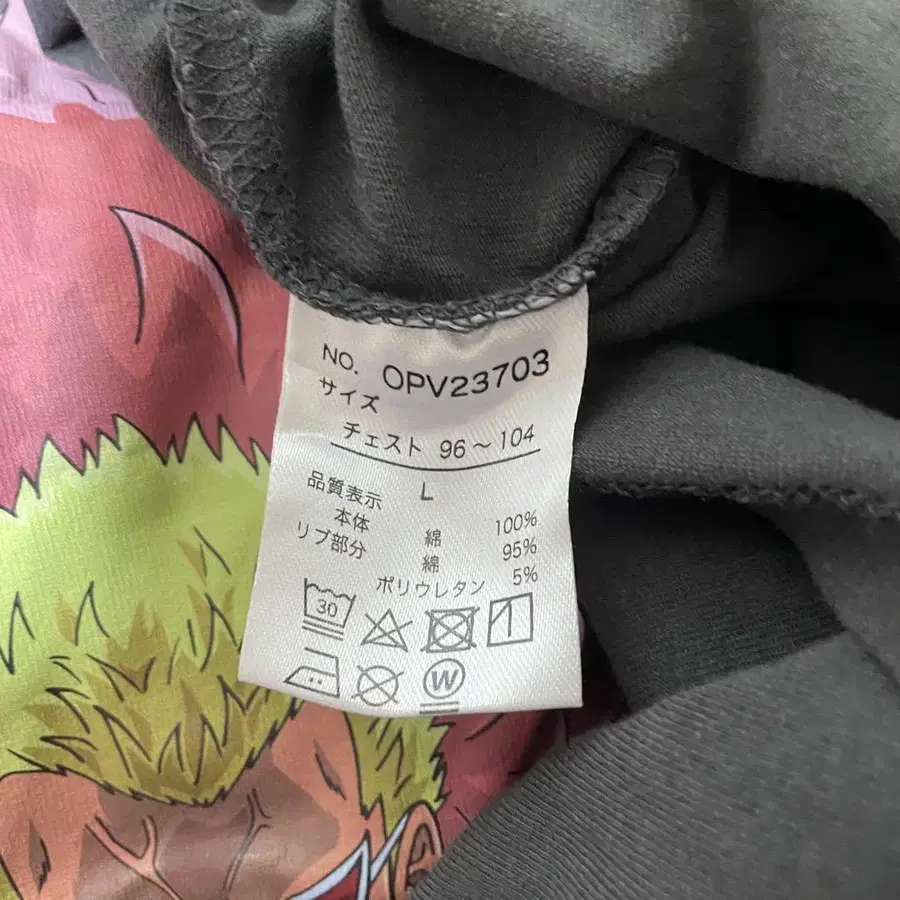 NO. OPV23703
サイズ
チェスト 96～104
L
品質表示
本体 綿 100%
リブ部分 綿 95%
ポリウレタン 5%
30
W